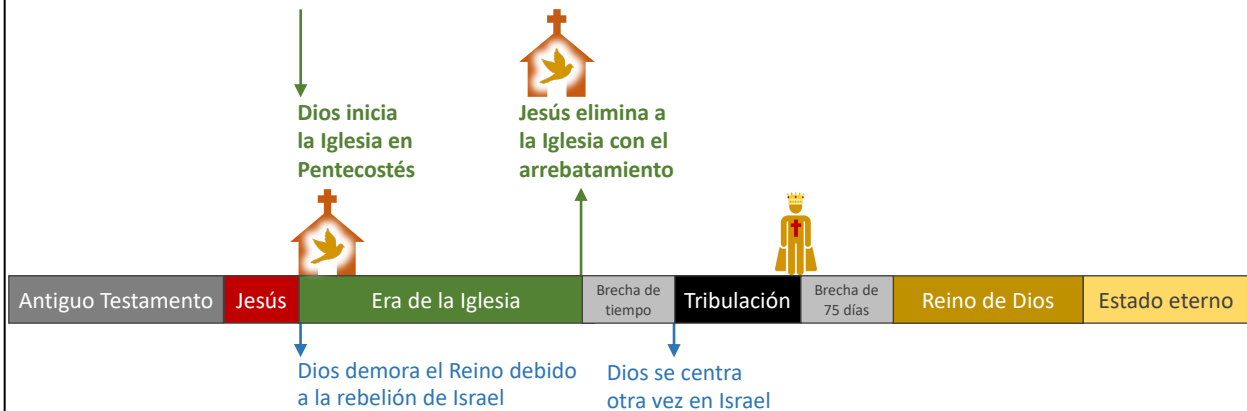 Dios inicia
la Iglesia en
Pentecostés
Jesús elimina a
la Iglesia con el
arrebatamiento
Antiguo Testamento
Jesús
Era de la Iglesia
Brecha de
tiempo
Tribulación
Brecha de
75 días
Reino de Dios
Estado eterno
Dios demora el Reino debido
a la rebelión de Israel
Dios se centra
otra vez en Israel